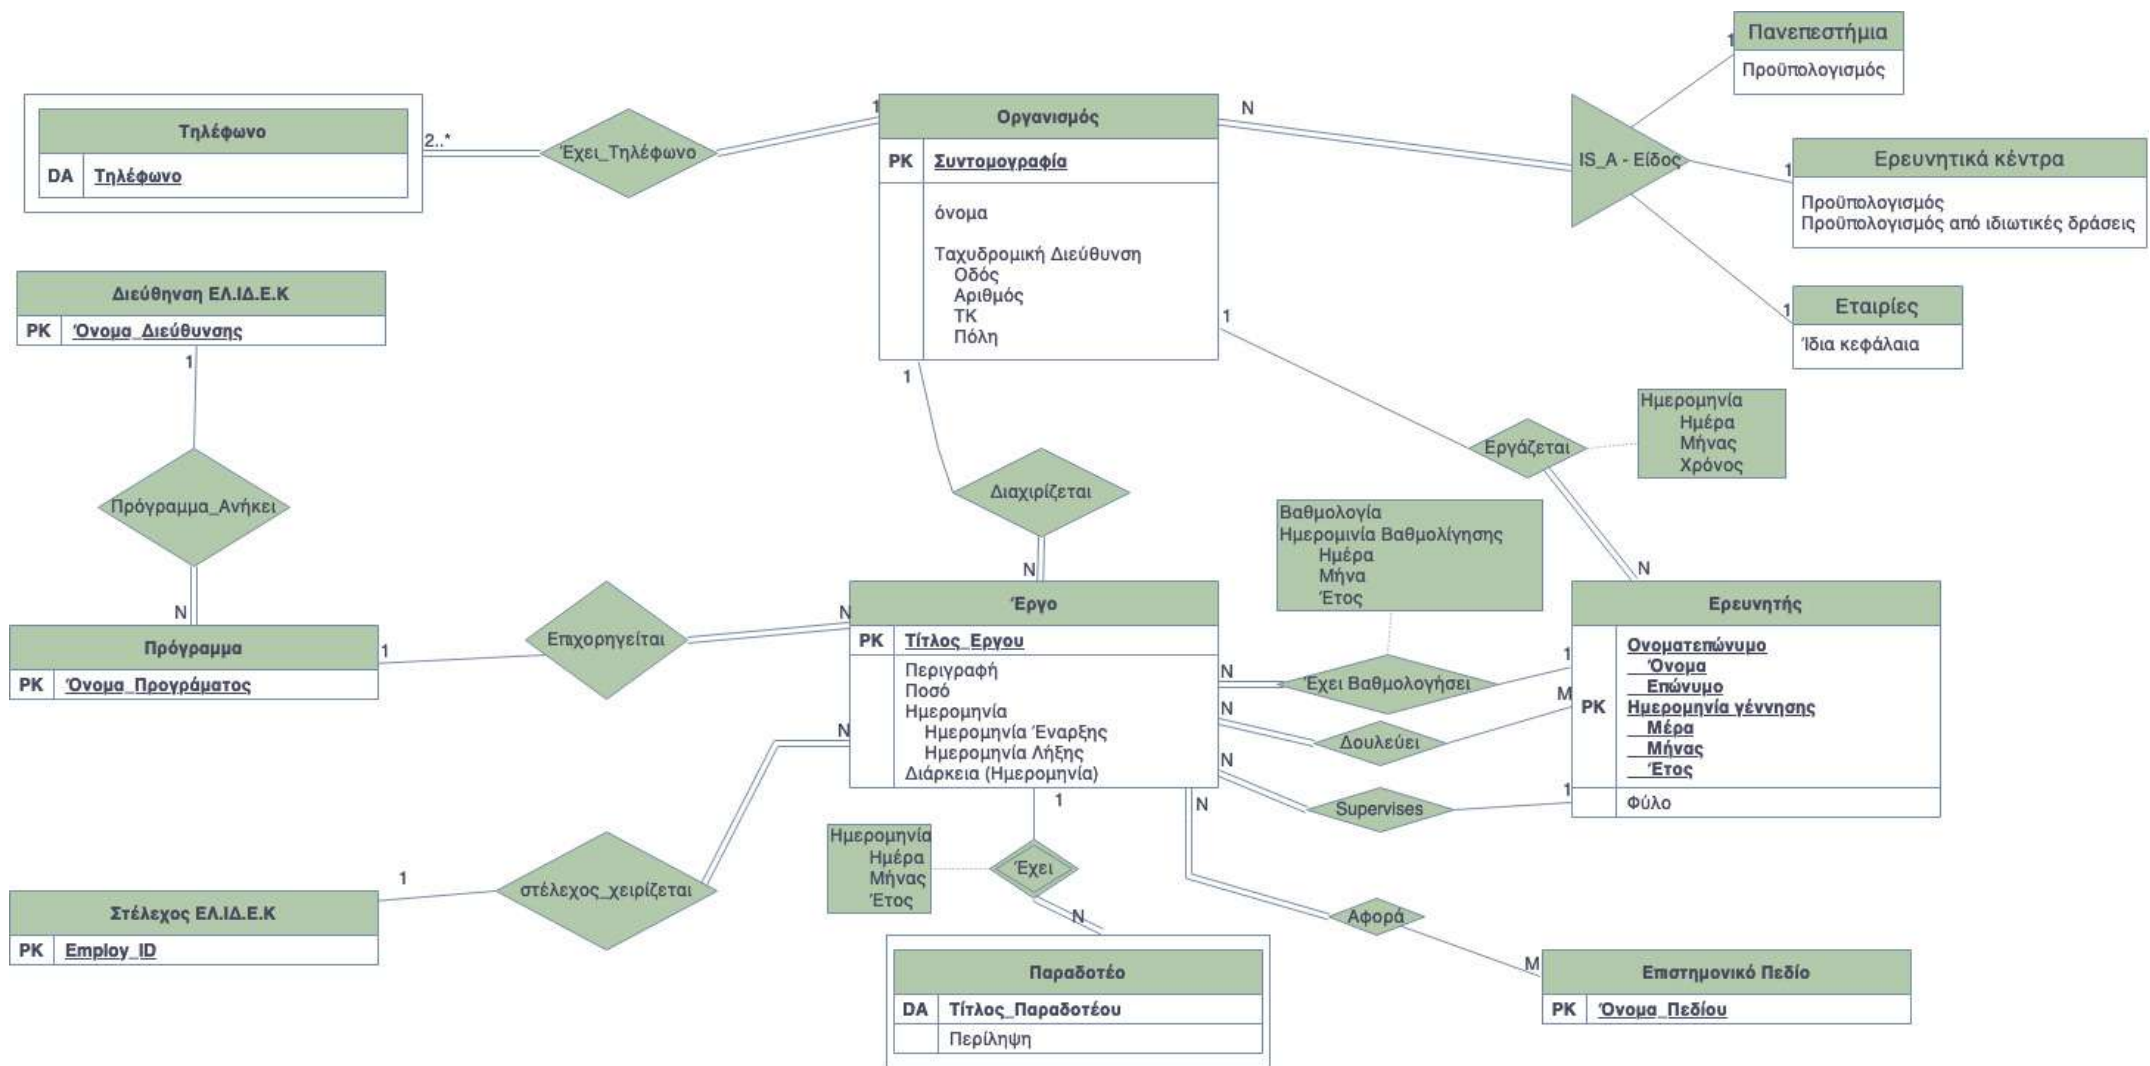 Πανεπεστήμια
1
Προϋπολογισμός
Τηλέφωνο
DA Τηλέφωνο
2..*
Έχει_Τηλέφωνο
1
Οργανισμός
PK Συντομογραφία
όνομα
Ταχυδρομική Διεύθυνση
Οδός
Αριθμός
ΤΚ
Πόλη
N
IS_A - Είδος
1
Ερευνητικά κέντρα
Προϋπολογισμός
Προϋπολογισμός από ιδιωτικές δράσεις
1
Εταιρίες
Ίδια κεφάλαια
Διεύθηνση ΕΛ.ΙΔ.Ε.Κ
PK Όνομα_Διεύθυνσης
1
Πρόγραμμα_Ανήκει
N
1
Διαχιρίζεται
N
1
Εργάζεται
N
Ημερομηνία
Ημέρα
Μήνας
Χρόνος
Βαθμολογία
Ημερομινία Βαθμολίγησης
Ημέρα
Μήνα
Έτος
Πρόγραμμα
PK Όνομα_Προγράματος
1
Επιχορηγείται
N
Έργο
PK Τίτλος_Εργου
Περιγραφή
Ποσό
Ημερομηνία
Ημερομηνία Έναρξης
Ημερομηνία Λήξης
Διάρκεια (Ημερομηνία)
N
Έχει Βαθμολογήσει
1
N
Δουλεύει
M
N
Supervises
1
Ερευνητής
PK
Ονοματεπώνυμο
Όνομα
Επώνυμο
Ημερομηνία γέννησης
Μέρα
Μήνας
Έτος
Φύλο
N
στέλεχος_χειρίζεται
1
Στέλεχος ΕΛ.ΙΔ.Ε.Κ
PK Employ_ID
1
Ημερομηνία
Ημέρα
Μήνας
Έτος
Έχει
N
Παραδοτέο
DA Τίτλος_Παραδοτέου
Περίληψη
N
Αφορά
M
Επιστημονικό Πεδίο
PK Όνομα_Πεδίου